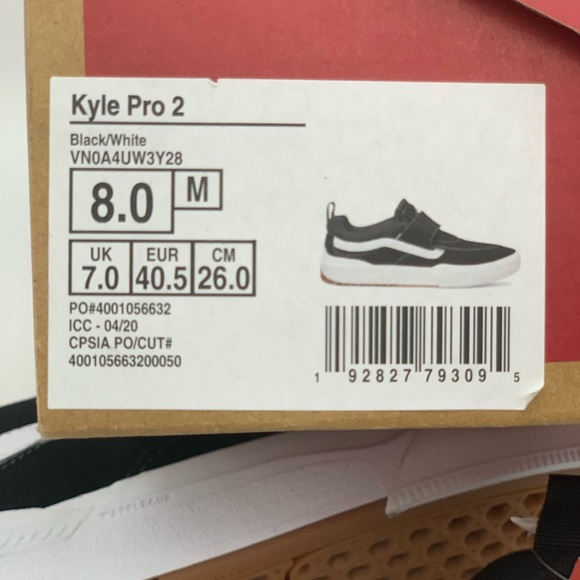 Kyle Pro 2
Black/White
VN0A4UW3Y28
8.0 M
UK EUR CM
7.0 40.5 26.0
PO#4001056632
ICC - 04/20
CPSIA PO/CUT#
400105663200050
1 92827 79309 5